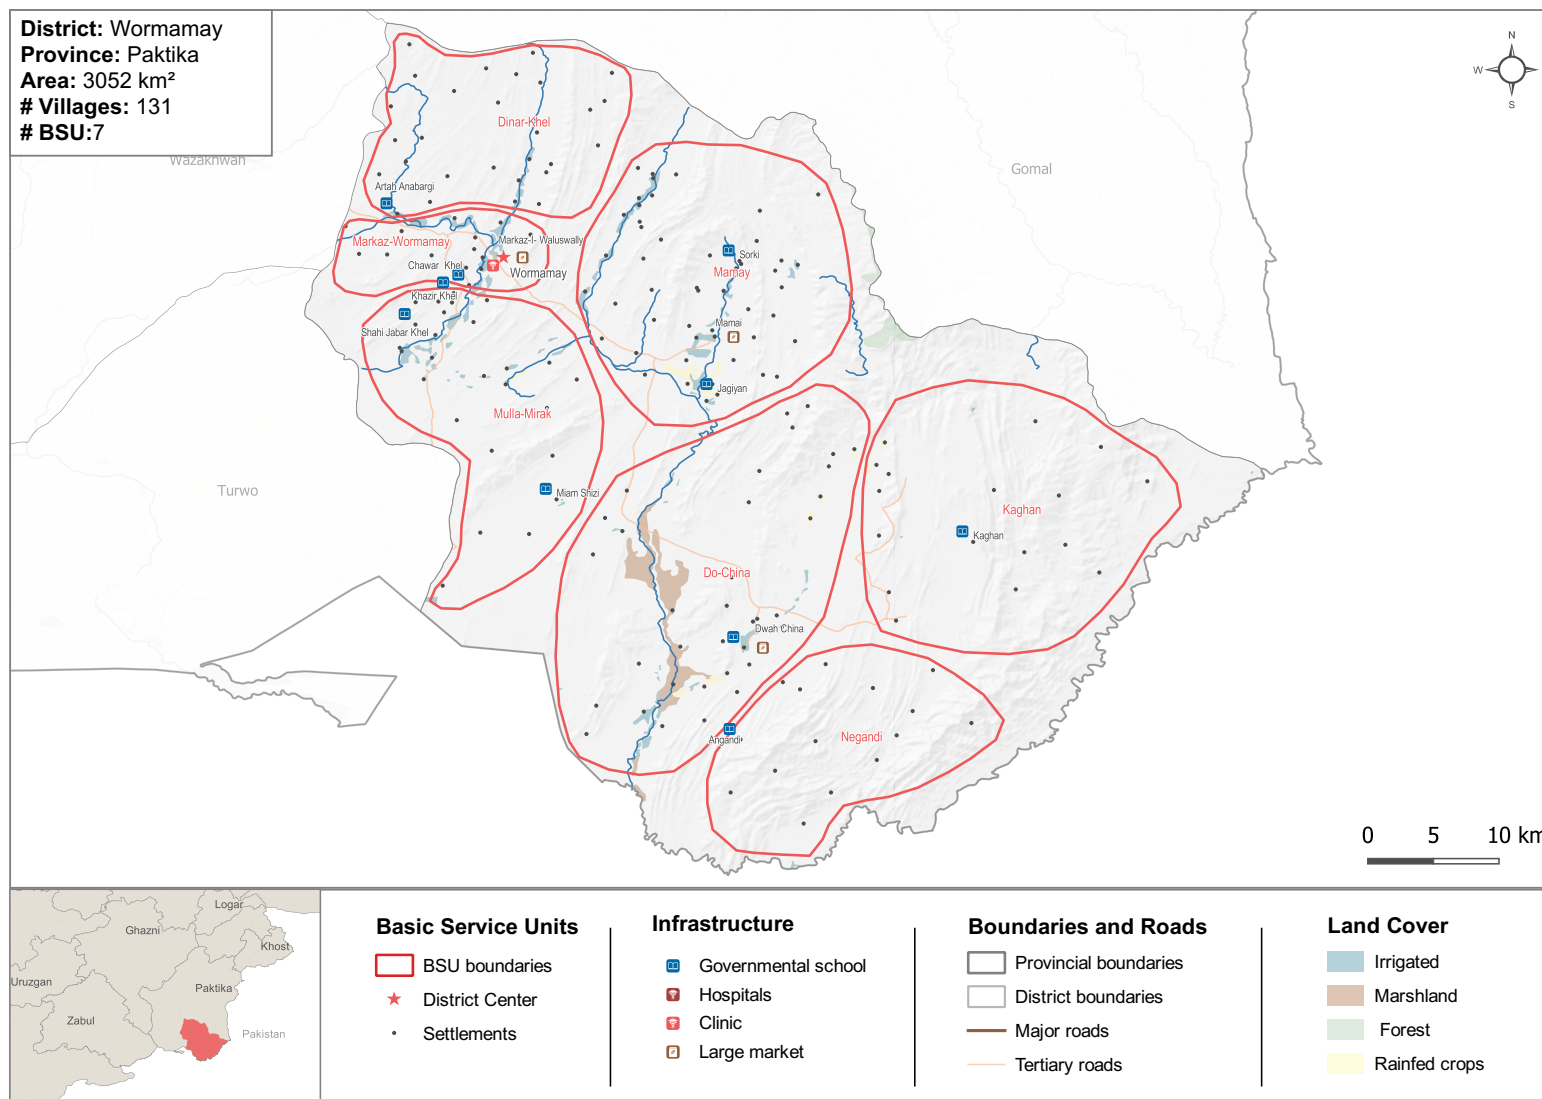 District: Wormamay
Province: Paktika
Area: 3052 km²
# Villages: 131
# BSU:7
N
W
S
Wazakhwan
Gomal
Turwo
Dinar-Khel
Artah Anabargi
Markaz-Wormamay
Markaz-I- Waluswally
Chawar Khel
Wormamay
Khazir Khel
Shahi Jabar Khel
Sorki
Mamay
Mamai
Jagiyan
Mulla-Mirak
Miam Shizi
Kaghan
Kaghan
Do-China
Dwah China
Angandi
Negandi
0 5 10 km
Logar
Ghazni
Khost
Uruzgan
Paktika
Zabul
Pakistan
Basic Service Units
BSU boundaries
District Center
Settlements
Infrastructure
Governmental school
Hospitals
Clinic
Large market
Boundaries and Roads
Provincial boundaries
District boundaries
Major roads
Tertiary roads
Land Cover
Irrigated
Marshland
Forest
Rainfed crops